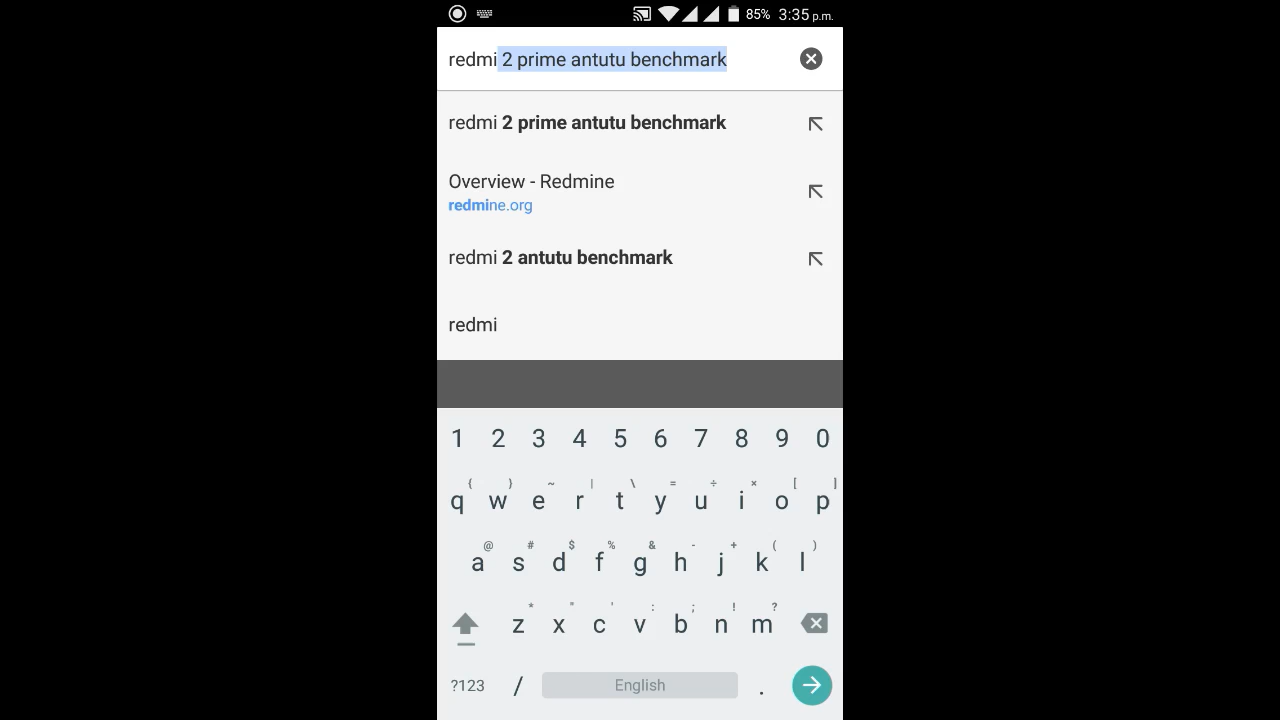 85% 3:35 p.m.
redmi 2 prime antutu benchmark
redmi 2 prime antutu benchmark
Overview - Redmine
redmine.org
redmi 2 antutu benchmark
redmi
1 2 3 4 5 6 7 8 9 0
{ } ~ | \ = ÷ × [ ]
q w e r t y u i o p
@ # $ % & - + ( )
a s d f g h j k l
* " ' : ; ! ?
z x c v b n m
?123 / English .